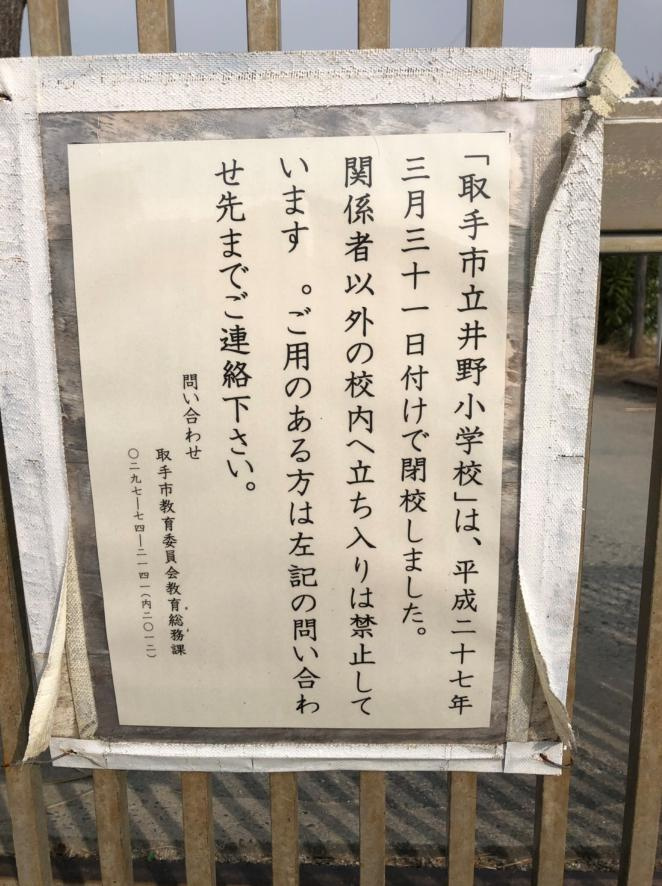 「取手市立井野小学校」は、平成二十七年
三月三十一日付けで閉校しました。
関係者以外の校内へ立ち入りは禁止して
います　。ご用のある方は左記の問い合わ
せ先までご連絡下さい。
問い合わせ
取手市教育委員会教育総務課
〇二九七―七四―二一四一（内二〇一二）